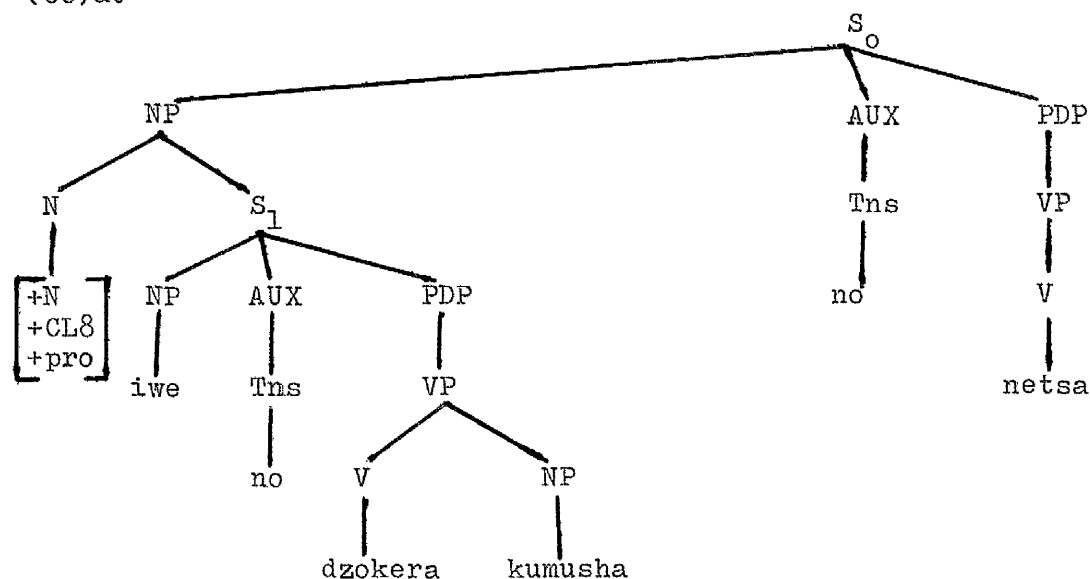 S₀
NP AUX PDP
N S₁ Tns VP
[+N NP AUX PDP no V
+CL8
+pro] iwe Tns VP netsa
no V NP
dzokera kumusha